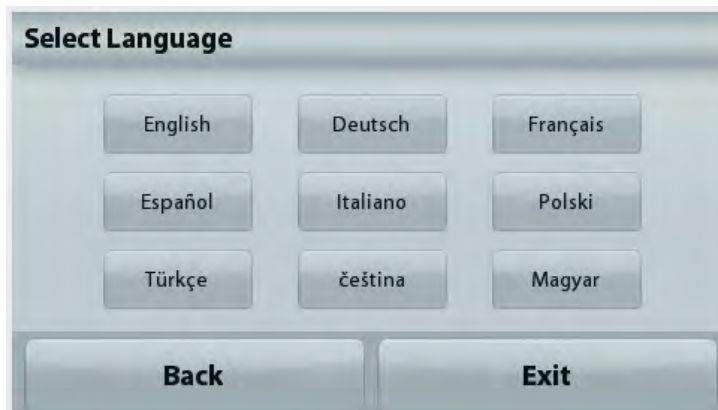 Select Language
English Deutsch Français
Español Italiano Polski
Türkçe čeština Magyar
Back Exit